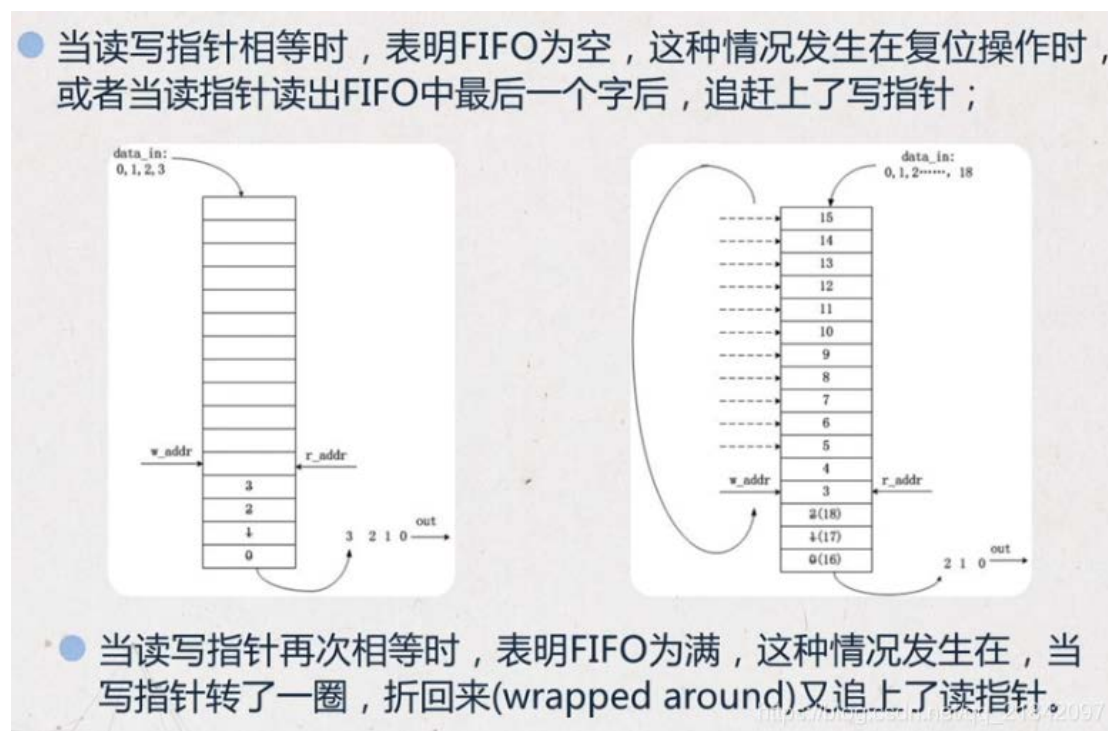 当读写指针相等时，表明FIFO为空，这种情况发生在复位操作时，
或者当读指针读出FIFO中最后一个字后，追赶上了写指针；
data_in:
0,1,2,3
w_addr
r_addr
3
2
1
0
3 2 1 0
out
data_in:
0,1,2……，18
15
14
13
12
11
10
9
8
7
6
5
4
w_addr
3
r_addr
2(18)
1(17)
0(16)
2 1 0
out
当读写指针再次相等时，表明FIFO为满，这种情况发生在，当
写指针转了一圈，折回来(wrapped around)又追上了读指针。